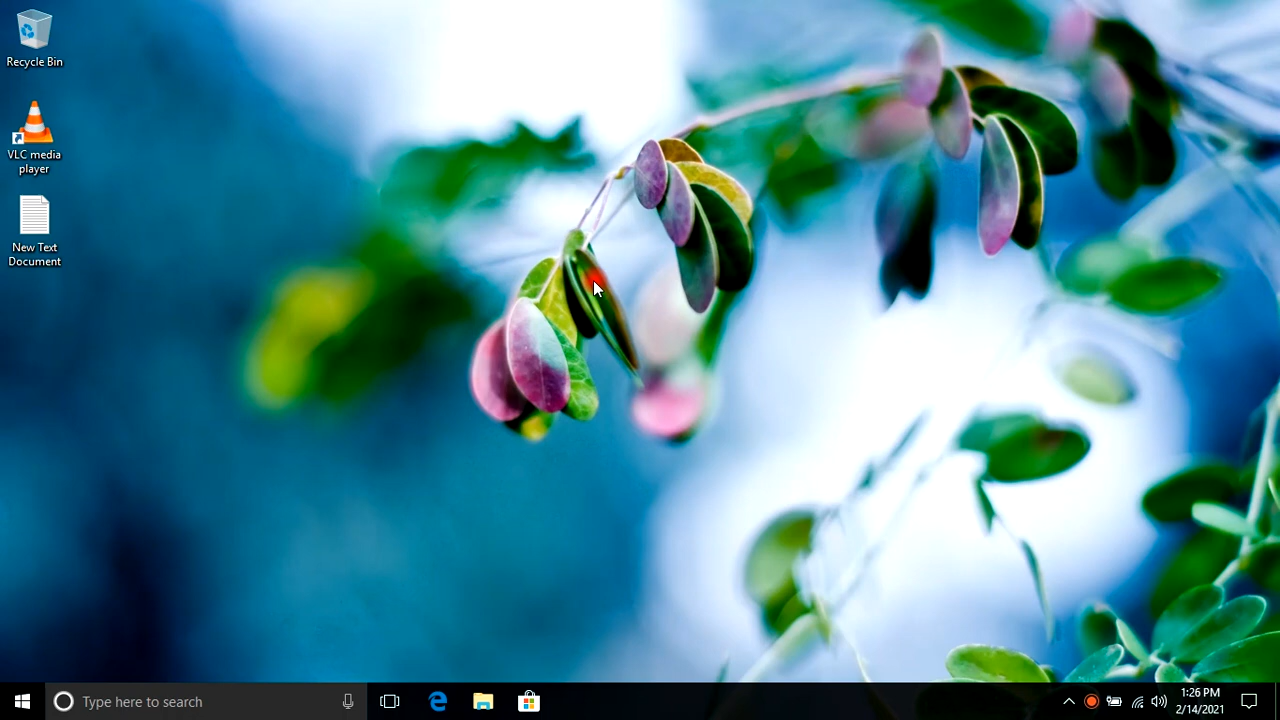 Recycle Bin
VLC media
player
New Text
Document
Type here to search
1:26 PM
2/14/2021